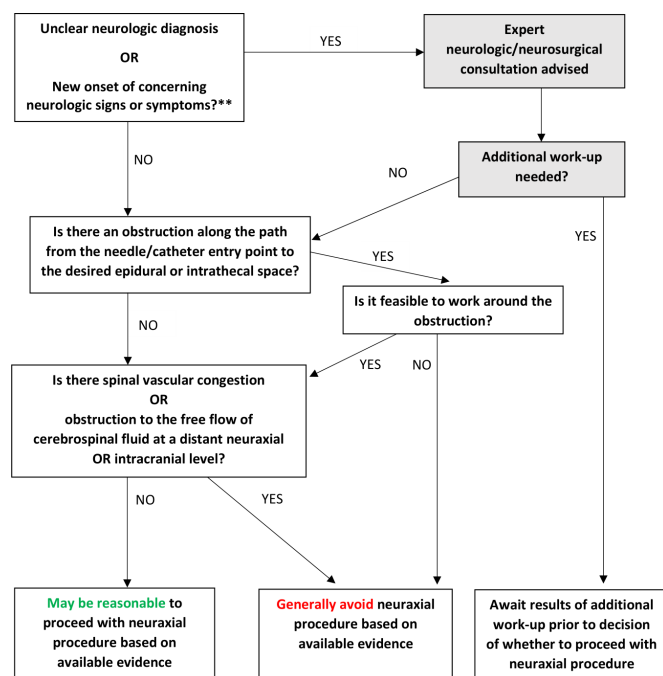 Unclear neurologic diagnosis
OR
New onset of concerning
neurologic signs or symptoms?**
YES
Expert
neurologic/neurosurgical
consultation advised
NO
Additional work-up
needed?
NO
YES
Is there an obstruction along the path
from the needle/catheter entry point to
the desired epidural or intrathecal space?
YES
Is it feasible to work around the
obstruction?
NO
YES
NO
Is there spinal vascular congestion
OR
obstruction to the free flow of
cerebrospinal fluid at a distant neuraxial
OR intracranial level?
NO
YES
May be reasonable to
proceed with neuraxial
procedure based on
available evidence
Generally avoid neuraxial
procedure based on
available evidence
Await results of additional
work-up prior to decision
of whether to proceed with
neuraxial procedure